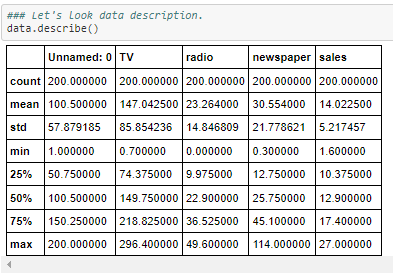 ### Let's Look data description.
data.describe()
Unnamed: 0 TV radio newspaper sales
count 200.000000 200.000000 200.000000 200.000000 200.000000
mean 100.500000 147.042500 23.264000 30.554000 14.022500
std 57.879185 85.854236 14.846809 21.778621 5.217457
min 1.000000 0.700000 0.000000 0.300000 1.600000
25% 50.750000 74.375000 9.975000 12.750000 10.375000
50% 100.500000 149.750000 22.900000 25.750000 12.900000
75% 150.250000 218.825000 36.525000 45.100000 17.400000
max 200.000000 296.400000 49.600000 114.000000 27.000000